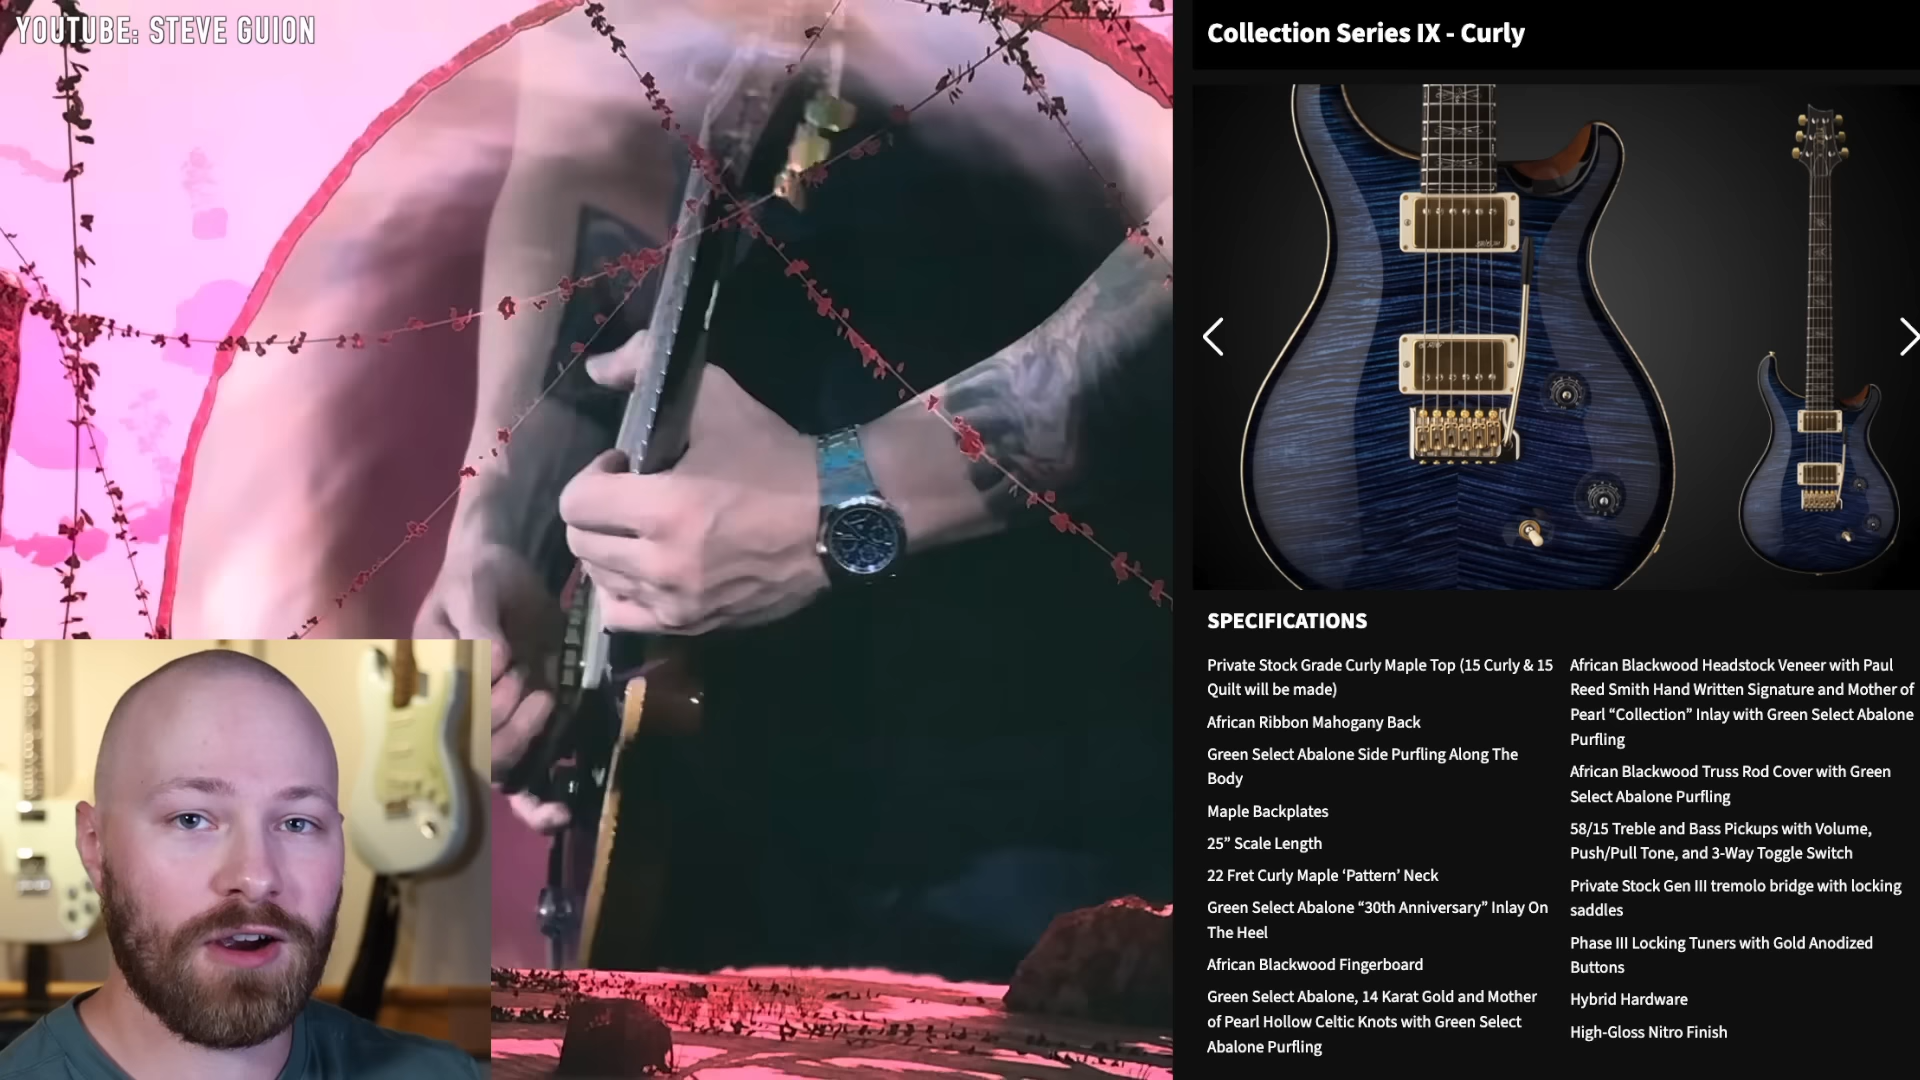 YOUTUBE: STEVE GUION
Collection Series IX - Curly
SPECIFICATIONS
Private Stock Grade Curly Maple Top (15 Curly & 15
Quilt will be made)
African Ribbon Mahogany Back
Green Select Abalone Side Purfling Along The
Body
Maple Backplates
25” Scale Length
22 Fret Curly Maple ‘Pattern’ Neck
Green Select Abalone “30th Anniversary” Inlay On
The Heel
African Blackwood Fingerboard
Green Select Abalone, 14 Karat Gold and Mother
of Pearl Hollow Celtic Knots with Green Select
Abalone Purfling
African Blackwood Headstock Veneer with Paul
Reed Smith Hand Written Signature and Mother of
Pearl “Collection” Inlay with Green Select Abalone
Purfling
African Blackwood Truss Rod Cover with Green
Select Abalone Purfling
58/15 Treble and Bass Pickups with Volume,
Push/Pull Tone, and 3-Way Toggle Switch
Private Stock Gen III tremolo bridge with locking
saddles
Phase III Locking Tuners with Gold Anodized
Buttons
Hybrid Hardware
High-Gloss Nitro Finish